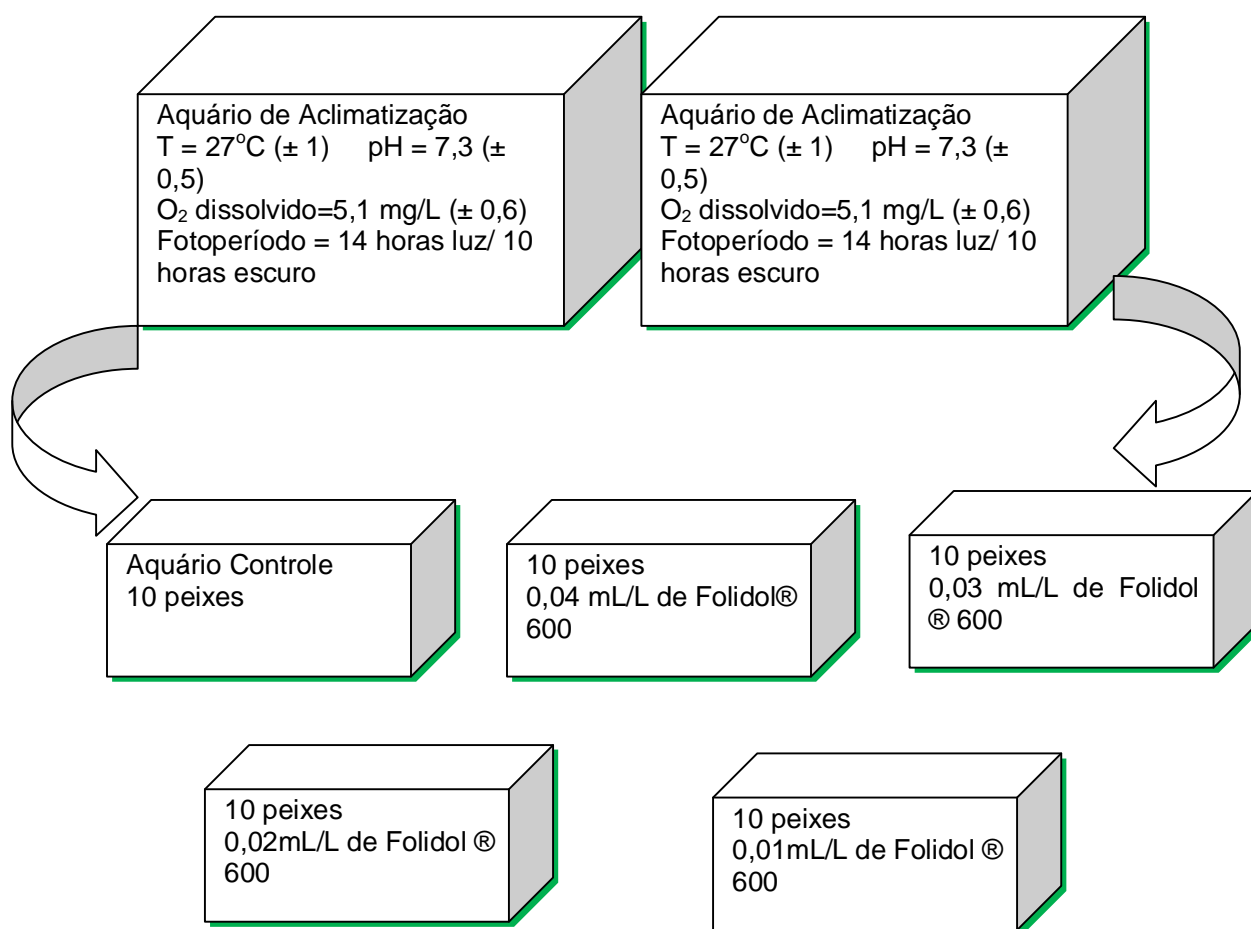 Aquário de Aclimatização
T = 27°C (± 1) pH = 7,3 (±
0,5)
O₂ dissolvido=5,1 mg/L (± 0,6)
Fotoperíodo = 14 horas luz/ 10
horas escuro
Aquário de Aclimatização
T = 27°C (± 1) pH = 7,3 (±
0,5)
O₂ dissolvido=5,1 mg/L (± 0,6)
Fotoperíodo = 14 horas luz/ 10
horas escuro
Aquário Controle
10 peixes
10 peixes
0,04 mL/L de Folidol®
600
10 peixes
0,03 mL/L de Folidol
® 600
10 peixes
0,02mL/L de Folidol ®
600
10 peixes
0,01mL/L de Folidol ®
600